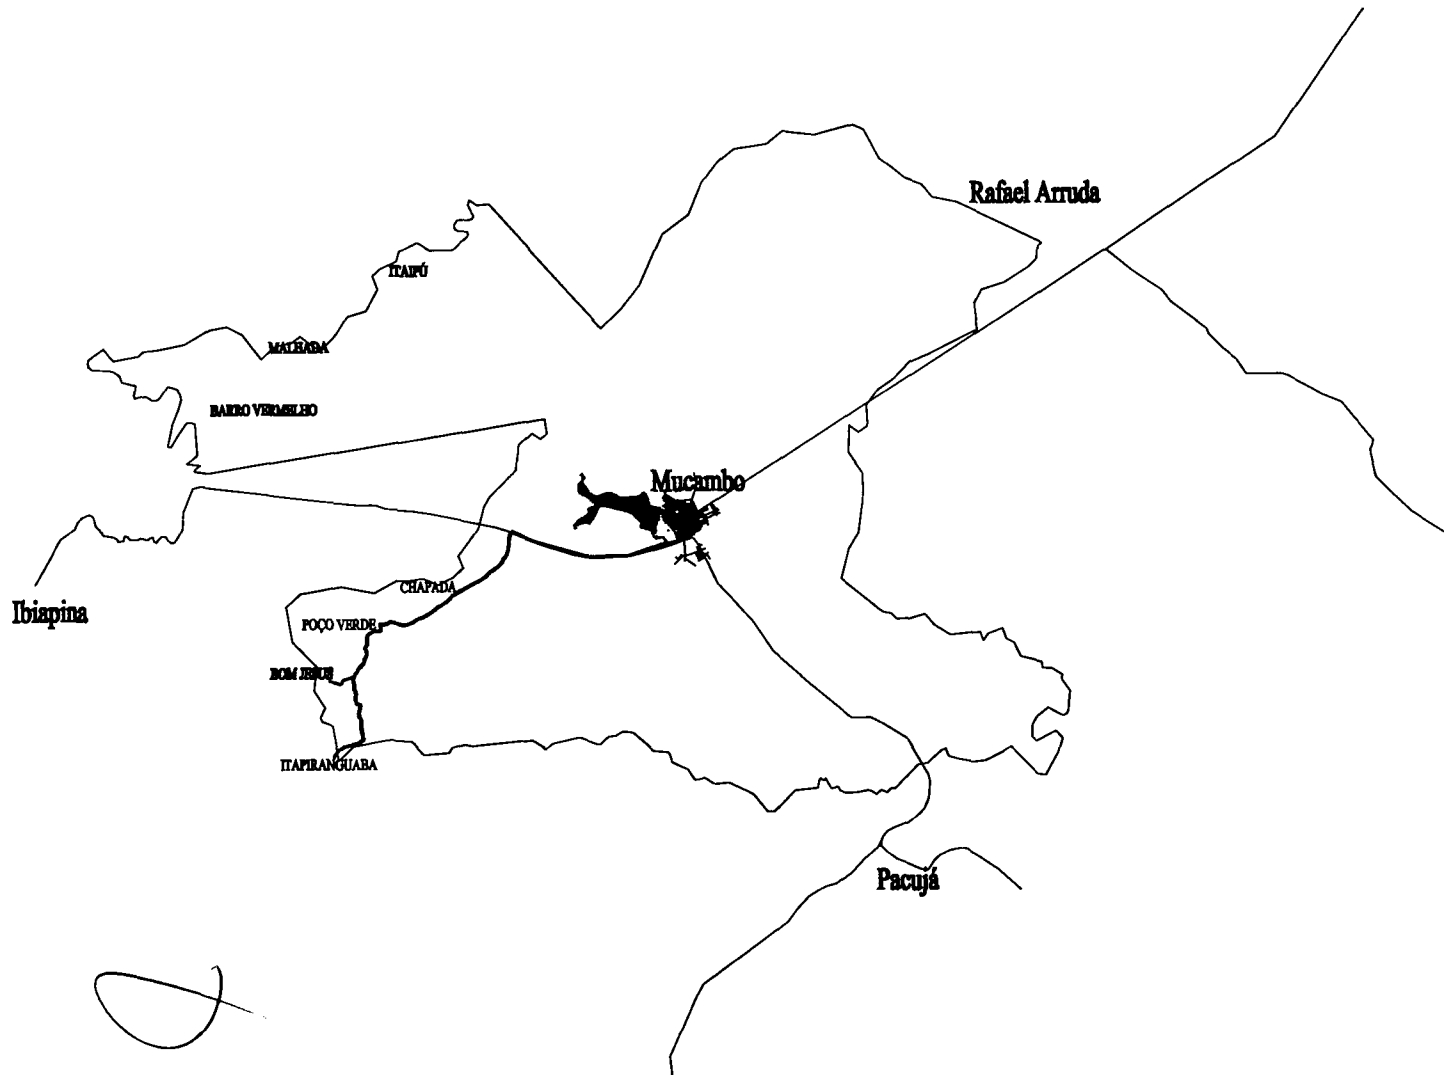 Rafael Arruda
ITAIPÚ
MALHADA
BARRO VERMELHO
Mucambo
CHAPADA
Ibiapina
POÇO VERDE
BOM JESUS
ITAPIRANGUABA
Pacujá